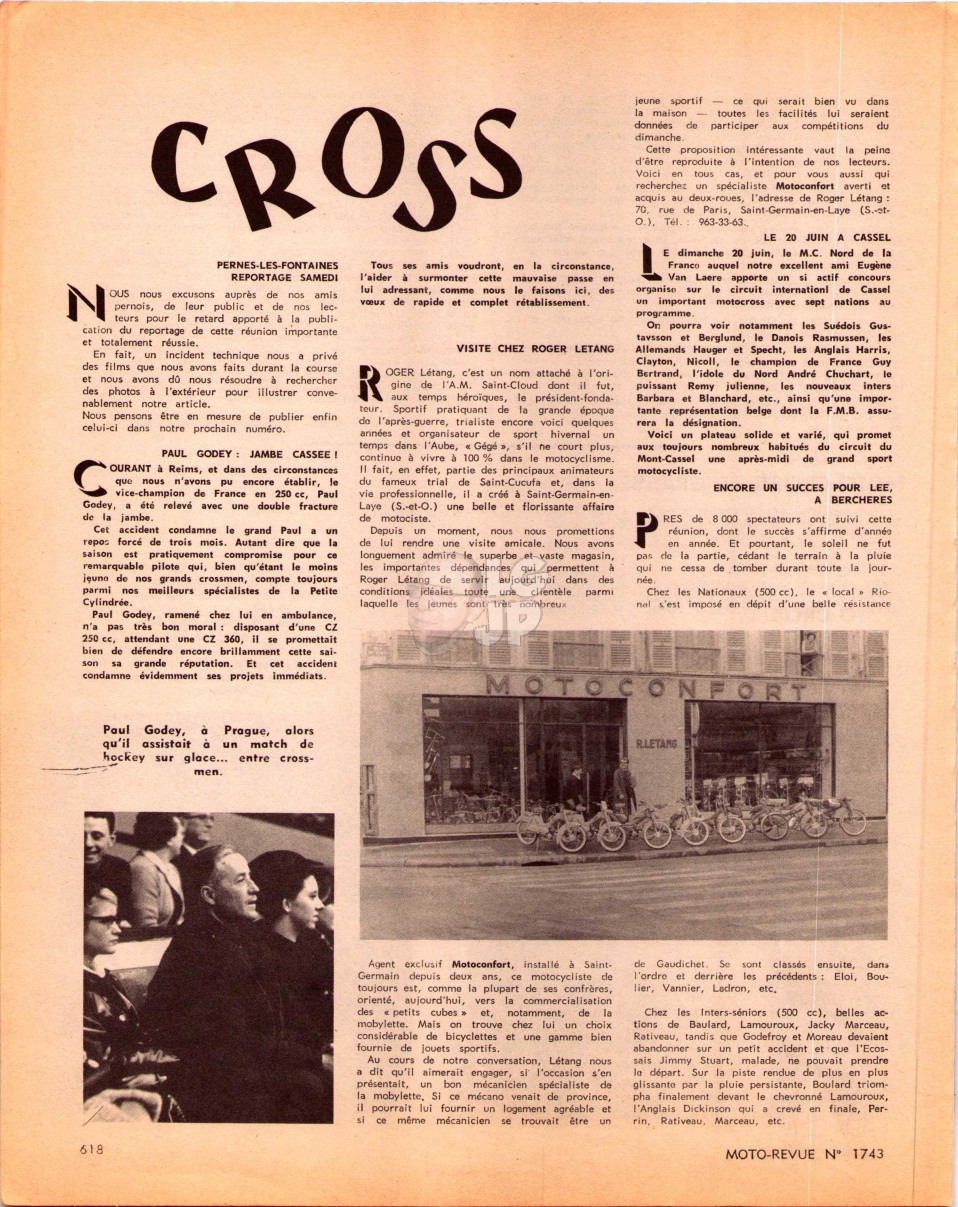 CROSS
PERNES-LES-FONTAINES
REPORTAGE SAMEDI
NOUS nous excusons auprès de nos amis
pernois, de leur public et de nos lec-
teurs pour le retard apporté à la publi-
cation du reportage de cette réunion importante
et totalement réussie.
En fait, un incident technique nous a privé
des films que nous avons faits durant la course
et nous avons dû nous résoudre à rechercher
des photos à l'extérieur pour illustrer conve-
nablement notre article.
Nous pensons être en mesure de publier enfin
celui-ci dans notre prochain numéro.
PAUL GODEY : JAMBE CASSEE !
COURANT à Reims, et dans des circonstances
que nous n'avons pu encore établir, le
vice-champion de France en 250 cc, Paul
Godey, a été relevé avec une double fracture
de la jambe.
Cet accident condamne le grand Paul a un
repos forcé de trois mois. Autant dire que la
saison est pratiquement compromise pour ce
remarquable pilote qui, bien qu'étant le moins
jeune de nos grands crossmen, compte toujours
parmi nos meilleurs spécialistes de la Petite
Cylindrée.
Paul Godey, ramené chez lui en ambulance,
n'a pas très bon moral : disposant d'une CZ
250 cc, attendant une CZ 360, il se promettait
bien de défendre encore brillamment cette sai-
son sa grande réputation. Et cet accident
condamne évidemment ses projets immédiats.
Paul Godey, à Prague, alors
qu'il assistait à un match de
hockey sur glace... entre cross-
men.
Tous ses amis voudront, en la circonstance,
l'aider à surmonter cette mauvaise passe en
lui adressant, comme nous le faisons ici, des
vœux de rapide et complet rétablissement.
VISITE CHEZ ROGER LETANG
ROGER Létang, c'est un nom attaché à l'ori-
gine de l'A.M. Saint-Cloud dont il fut,
aux temps héroïques, le président-fonda-
teur. Sportif pratiquant de la grande époque
de l'après-guerre, trialiste encore voici quelques
années et organisateur de sport hivernal un
temps dans l'Aube, « Gégé », s'il ne court plus,
continue à vivre à 100 % dans le motocyclisme.
Il fait, en effet, partie des principaux animateurs
du fameux trial de Saint-Cucufa et, dans la
vie professionnelle, il a créé à Saint-Germain-en-
Laye (S.-et-O.) une belle et florissante affaire
de motociste.
Depuis un moment, nous nous promettions
de lui rendre une visite amicale. Nous avons
longuement admiré le superbe et vaste magasin,
les importantes dépendances qui permettent à
Roger Létang de servir aujourd'hui dans des
conditions idéales toute une clientèle parmi
laquelle les jeunes sont très nombreux
MOTOCONFORT
R.LETANG
Agent exclusif Motoconfort, installé à Saint-
Germain depuis deux ans, ce motocycliste de
toujours est, comme la plupart de ses confrères,
orienté, aujourd'hui, vers la commercialisation
des « petits cubes » et, notamment, de la
mobylette. Mais on trouve chez lui un choix
considérable de bicyclettes et une gamme bien
fournie de jouets sportifs.
Au cours de notre conversation, Létang nous
a dit qu'il aimerait engager, si l'occasion s'en
présentait, un bon mécanicien spécialiste de
la mobylette. Si ce mécano venait de province,
il pourrait lui fournir un logement agréable et
si ce même mécanicien se trouvait être un
jeune sportif — ce qui serait bien vu dans
la maison — toutes les facilités lui seraient
données de participer aux compétitions du
dimanche.
Cette proposition intéressante vaut la peine
d'être reproduite à l'intention de nos lecteurs.
Voici en tous cas, et pour vous aussi qui
recherchez un spécialiste Motoconfort averti et
acquis au deux-roues, l'adresse de Roger Létang :
70, rue de Paris, Saint-Germain-en-Laye (S.-et-
O.), Tél. : 963-33-63.
LE 20 JUIN A CASSEL
LE dimanche 20 juin, le M.C. Nord de la
France auquel notre excellent ami Eugène
Van Laere apporte un si actif concours
organise sur le circuit internationl de Cassel
un important motocross avec sept nations au
programme.
On pourra voir notamment les Suédois Gus-
tavsson et Berglund, le Danois Rasmussen, les
Allemands Hauger et Specht, les Anglais Harris,
Clayton, Nicoll, le champion de France Guy
Bertrand, l'idole du Nord André Chuchart, le
puissant Remy julienne, les nouveaux inters
Barbara et Blanchard, etc., ainsi qu'une impor-
tante représentation belge dont la F.M.B. assu-
rera la désignation.
Voici un plateau solide et varié, qui promet
aux toujours nombreux habitués du circuit du
Mont-Cassel une après-midi de grand sport
motocycliste.
ENCORE UN SUCCES POUR LEE,
A BERCHERES
PRES de 8 000 spectateurs ont suivi cette
réunion, dont le succès s'affirme d'année
en année. Et pourtant, le soleil ne fut
pas de la partie, cédant le terrain à la pluie
qui ne cessa de tomber durant toute la jour-
née.
Chez les Nationaux (500 cc), le « local » Rio-
nal s'est imposé en dépit d'une belle résistance
de Gaudichet. Se sont classés ensuite, dans
l'ordre et derrière les précédents : Eloi, Bou-
lier, Vannier, Ladron, etc.
Chez les Inters-séniors (500 cc), belles ac-
tions de Baulard, Lamouroux, Jacky Marceau,
Rativeau, tandis que Godefroy et Moreau devaient
abandonner sur un petit accident et que l'Ecos-
sais Jimmy Stuart, malade, ne pouvait prendre
la départ. Sur la piste rendue de plus en plus
glissante par la pluie persistante, Boulard triom-
pha finalement devant le chevronné Lamouroux,
l'Anglais Dickinson qui a crevé en finale, Per-
rin, Rativeau, Marceau, etc.
618
MOTO-REVUE N° 1743